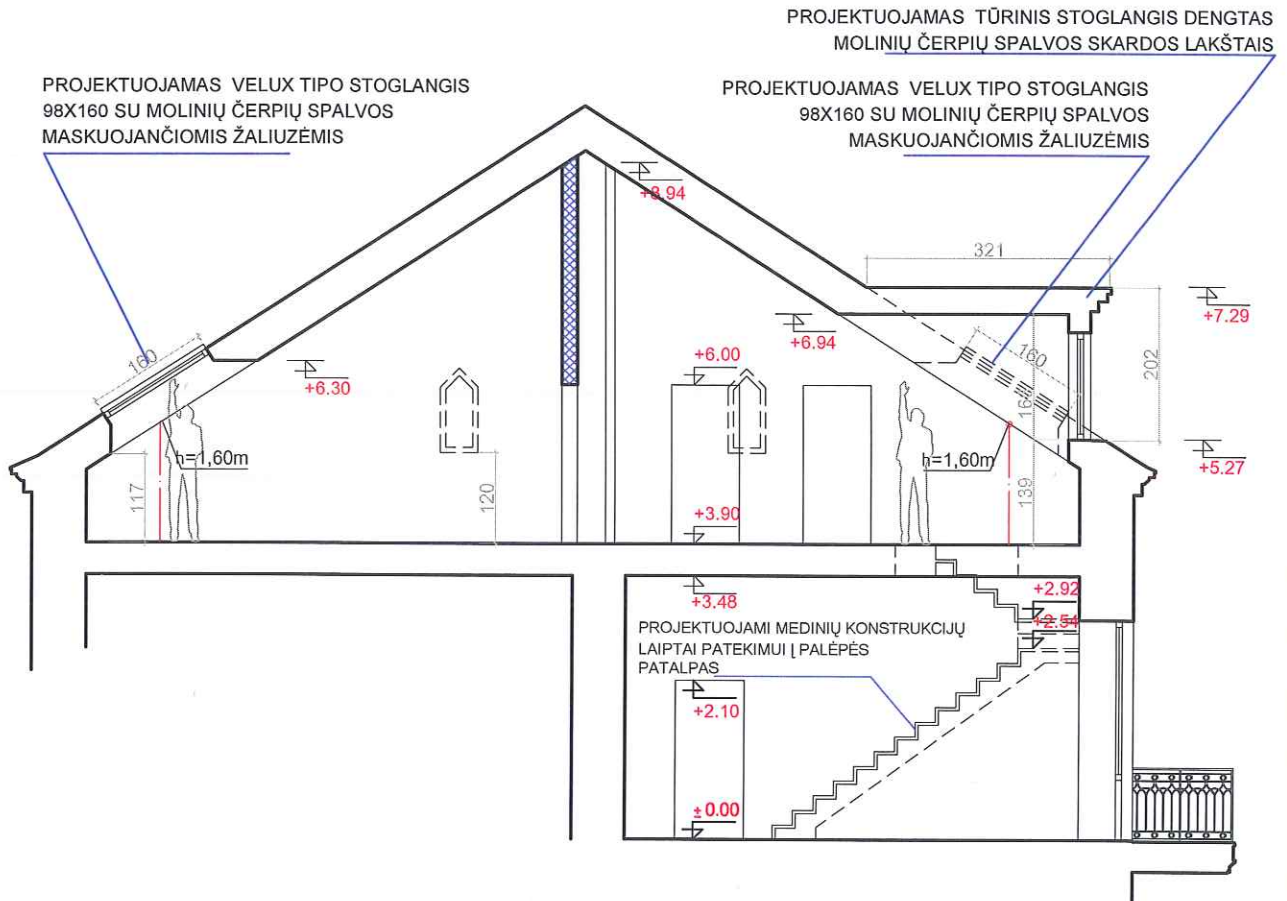 PROJEKTUOJAMAS TŪRINIS STOGLANGIS DENGTAS
MOLINIŲ ČERPIŲ SPALVOS SKARDOS LAKŠTAIS
PROJEKTUOJAMAS VELUX TIPO STOGLANGIS
98X160 SU MOLINIŲ ČERPIŲ SPALVOS
MASKUOJANČIOMIS ŽALIUZĖMIS
PROJEKTUOJAMAS VELUX TIPO STOGLANGIS
98X160 SU MOLINIŲ ČERPIŲ SPALVOS
MASKUOJANČIOMIS ŽALIUZĖMIS
+8.94
321
+7.29
+6.94
160
+6.30
+6.00
160
202
h=1,60m
h=1,60m
+5.27
117
120
139
+3.90
+3.48
+2.92
+2.54
PROJEKTUOJAMI MEDINIŲ KONSTRUKCIJŲ
LAIPTAI PATEKIMUI Į PALĖPĖS
PATALPAS
+2.10
±0.00